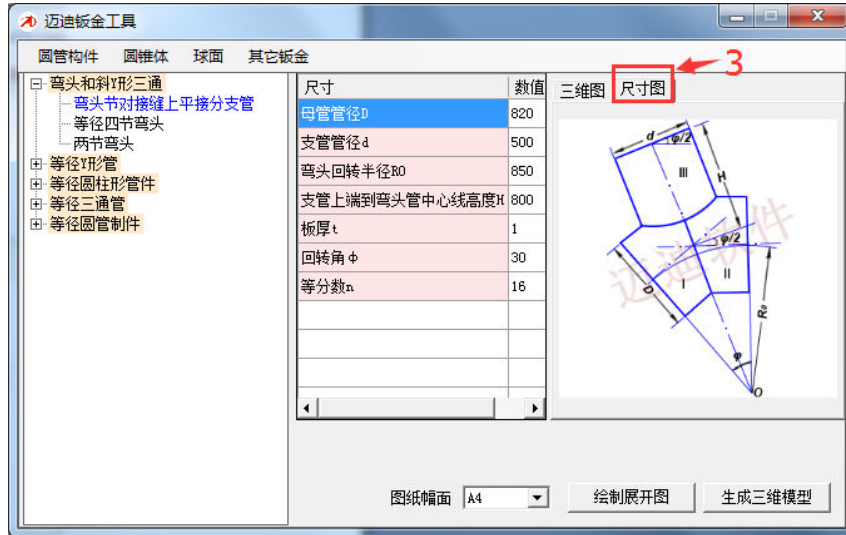 迈迪钣金工具
圆管构件 圆锥体 球面 其它钣金
3
弯头和斜Y形三通
弯头节对接缝上平接分支管
等径四节弯头
两节弯头
等径Y形管
等径圆柱形管件
等径三通管
等径圆管制件
尺寸 数值
母管管径D 820
支管管径d 500
弯头回转半径R0 850
支管上端到弯头管中心线高度H 800
板厚t 1
回转角φ 30
等分数n 16
三维图 尺寸图
d φ/2
III H
φ/2
I II
D R₀
φ
O
迈迪软件
图纸幅面 A4 绘制展开图 生成三维模型